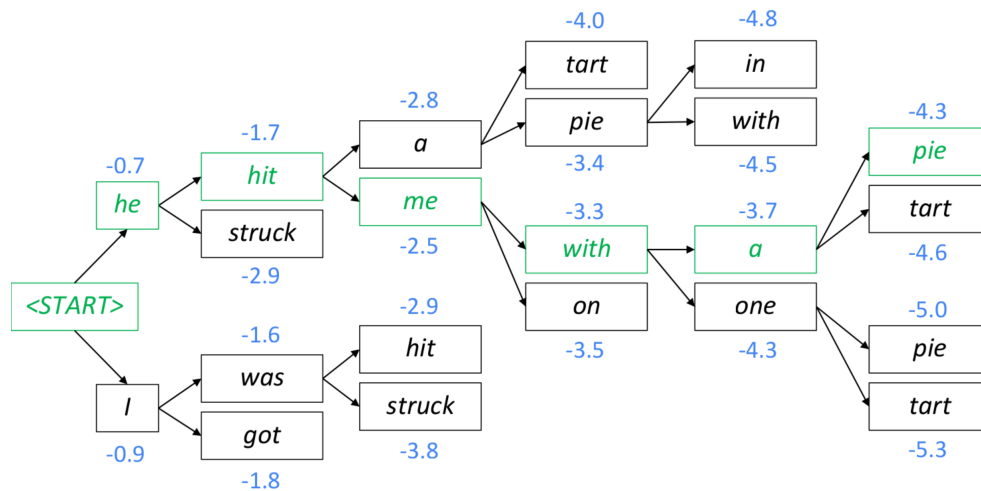 -4.0
-4.8
tart
in
-2.8
-1.7
a
pie
with
-4.3
-0.7
hit
-3.4
-4.5
pie
he
me
-3.3
-3.7
struck
-2.5
with
a
tart
-2.9
-4.6
<START>
-2.9
on
one
-5.0
-1.6
hit
-3.5
-4.3
pie
was
I
struck
tart
got
-0.9
-3.8
-5.3
-1.8